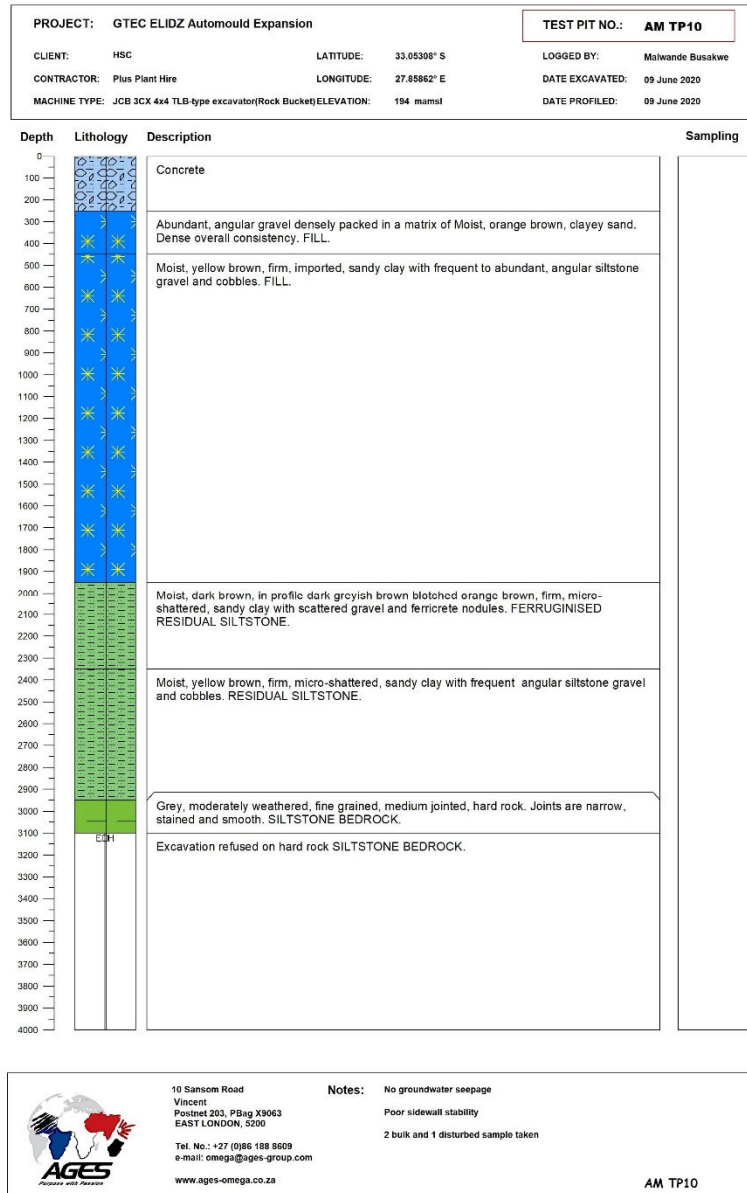 PROJECT: GTEC ELIDZ Automould Expansion
TEST PIT NO.: AM TP10
CLIENT: HSC LATITUDE: 33.05308° S LOGGED BY: Malwande Busakwe
CONTRACTOR: Plus Plant Hire LONGITUDE: 27.85862° E DATE EXCAVATED: 09 June 2020
MACHINE TYPE: JCB 3CX 4x4 TLB-type excavator(Rock Bucket) ELEVATION: 194 mamsl DATE PROFILED: 09 June 2020
Depth Lithology Description Sampling
0
Concrete
100
200
300
Abundant, angular gravel densely packed in a matrix of Moist, orange brown, clayey sand.
Dense overall consistency. FILL.
400
500
Moist, yellow brown, firm, imported, sandy clay with frequent to abundant, angular siltstone
gravel and cobbles. FILL.
600
700
800
900
1000
1100
1200
1300
1400
1500
1600
1700
1800
1900
2000
Moist, dark brown, in profile dark greyish brown blotched orange brown, firm, micro-
shattered, sandy clay with scattered gravel and ferricrete nodules. FERRUGINISED
RESIDUAL SILTSTONE.
2100
2200
2300
2400
Moist, yellow brown, firm, micro-shattered, sandy clay with frequent angular siltstone gravel
and cobbles. RESIDUAL SILTSTONE.
2500
2600
2700
2800
2900
3000
Grey, moderately weathered, fine grained, medium jointed, hard rock. Joints are narrow,
stained and smooth. SILTSTONE BEDROCK.
3100
EOH
Excavation refused on hard rock SILTSTONE BEDROCK.
3200
3300
3400
3500
3600
3700
3800
3900
4000
AGES
Purpose with Passion
10 Sansom Road
Vincent
Postnet 203, PBag X9063
EAST LONDON, 5200
Tel. No.: +27 (0)86 188 8609
e-mail: omega@ages-group.com
www.ages-omega.co.za
Notes: No groundwater seepage
Poor sidewall stability
2 bulk and 1 disturbed sample taken
AM TP10